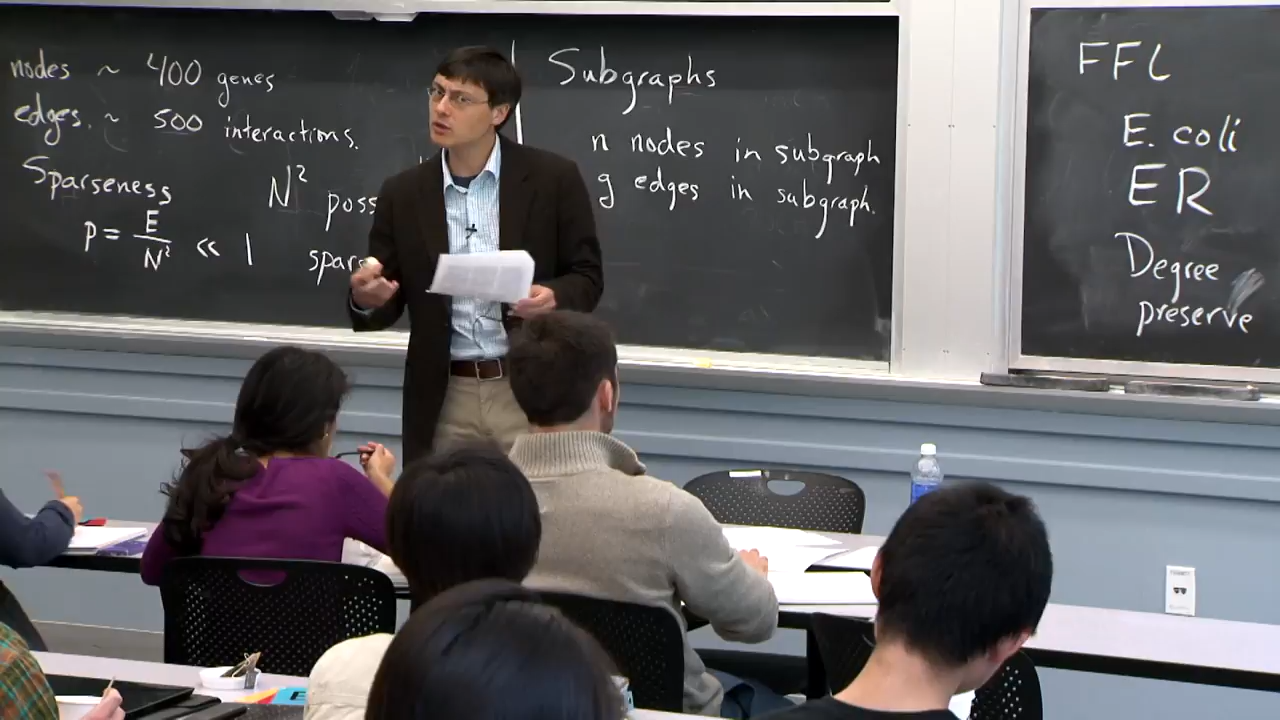 nodes ~ 400 genes
edges. ~ 500 interactions.
Sparseness N²
p = E/N² << 1
Subgraphs
n nodes in subgraph
g edges in subgraph.
FFL
E. coli
ER
Degree
preserve